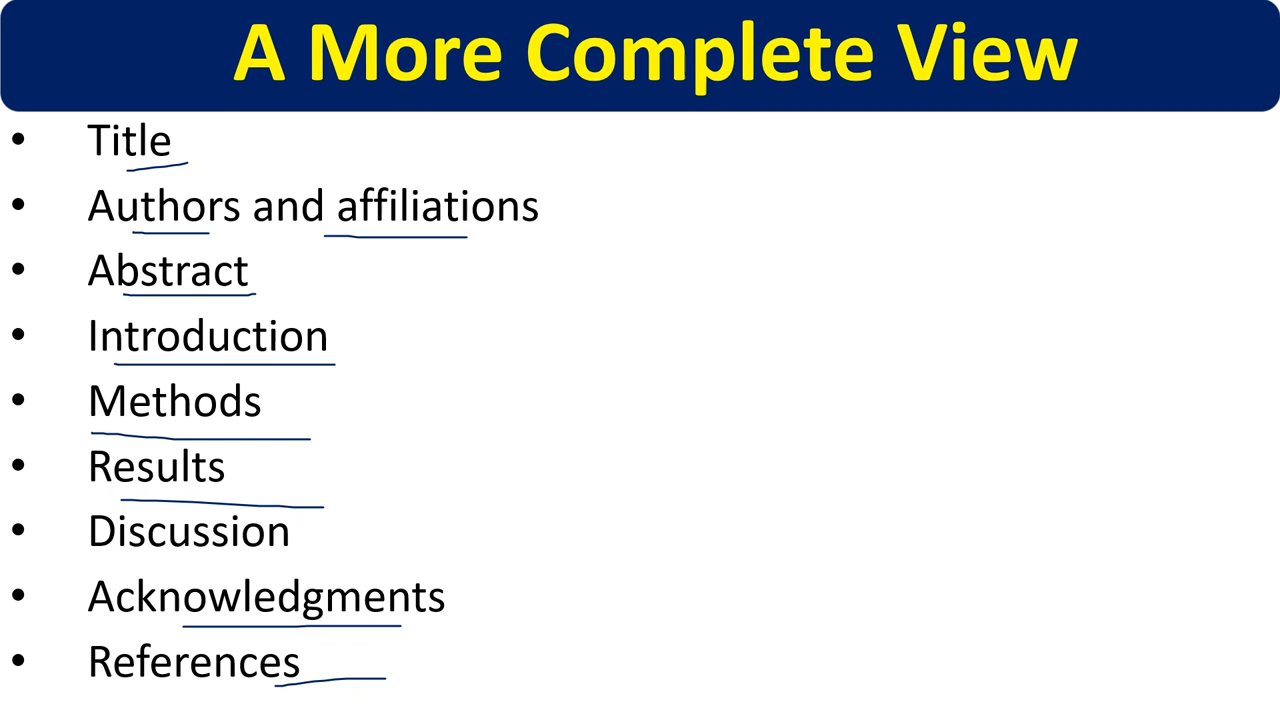 A More Complete View
• Title
• Authors and affiliations
• Abstract
• Introduction
• Methods
• Results
• Discussion
• Acknowledgments
• References